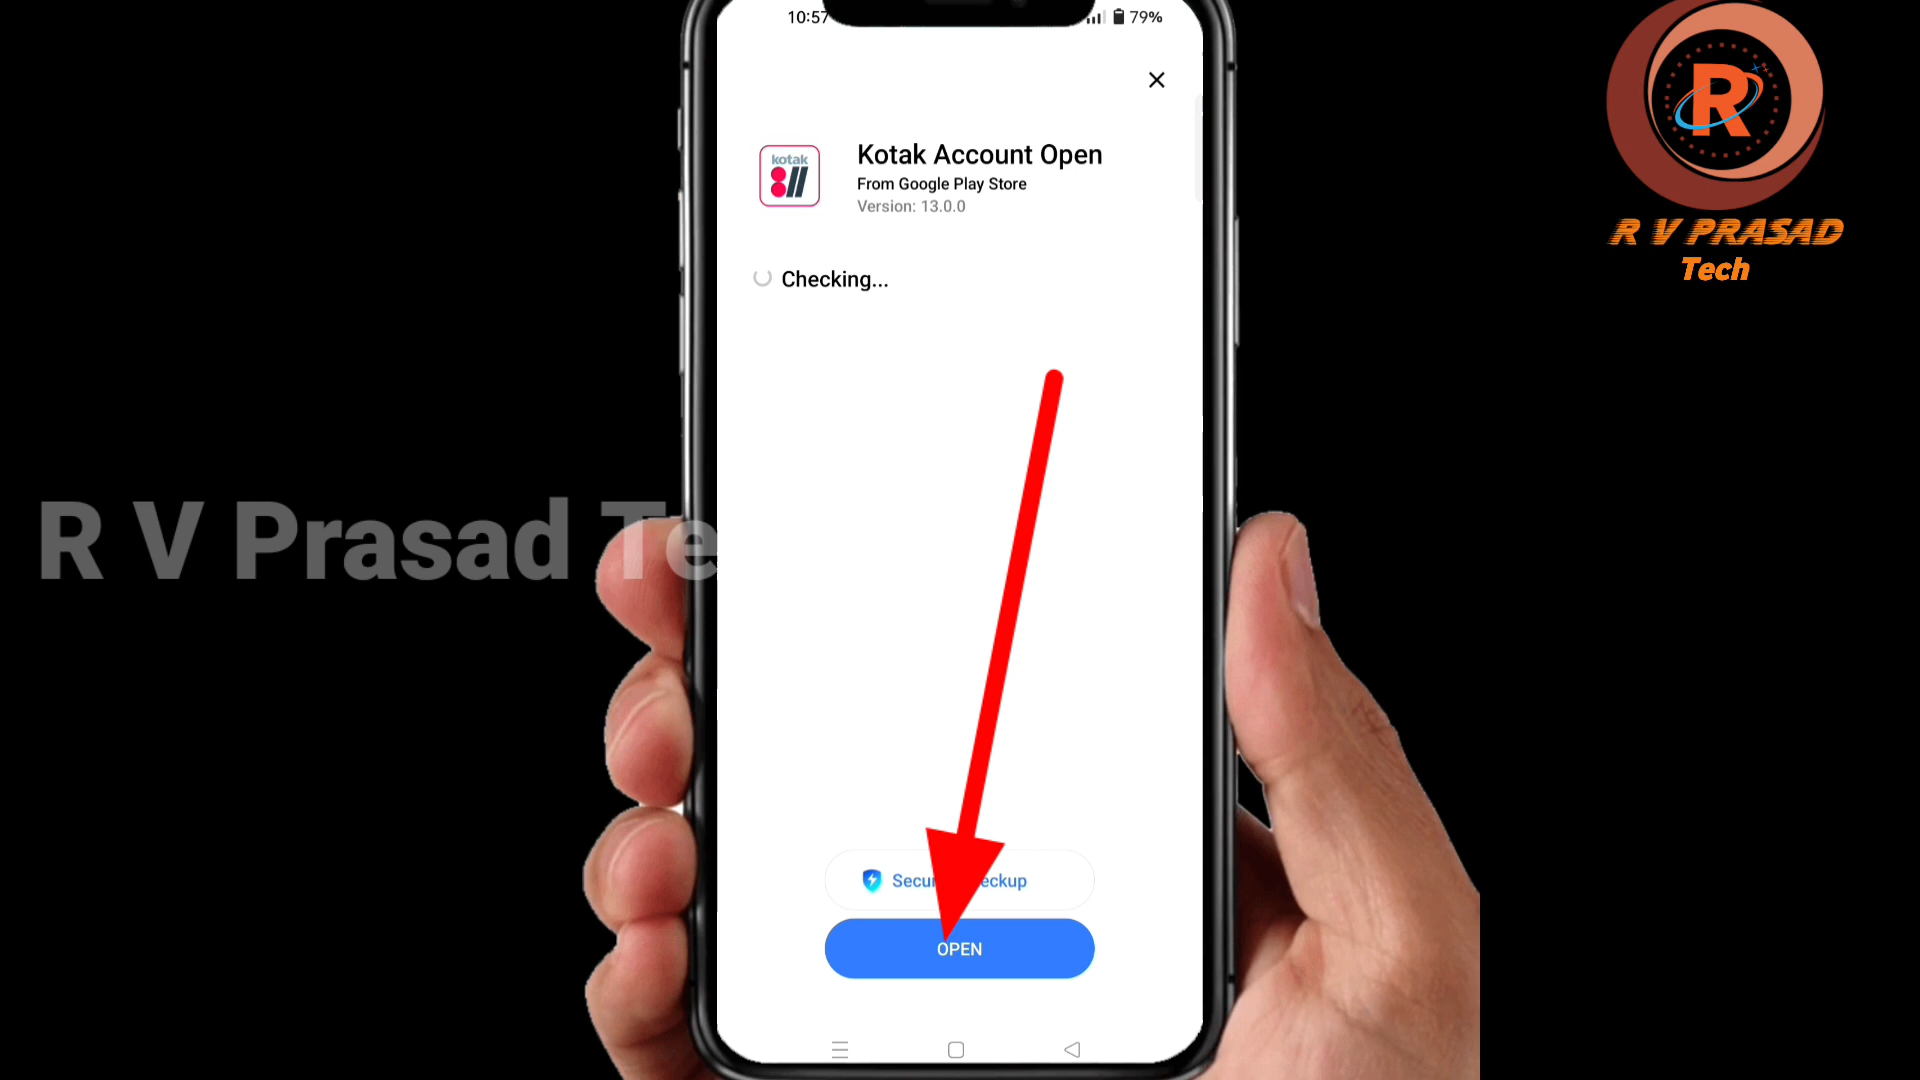 10:57
79%
kotak
811
Kotak Account Open
From Google Play Store
Version: 13.0.0
Checking...
OPEN
R V Prasad Te
R
R V PRASAD
Tech